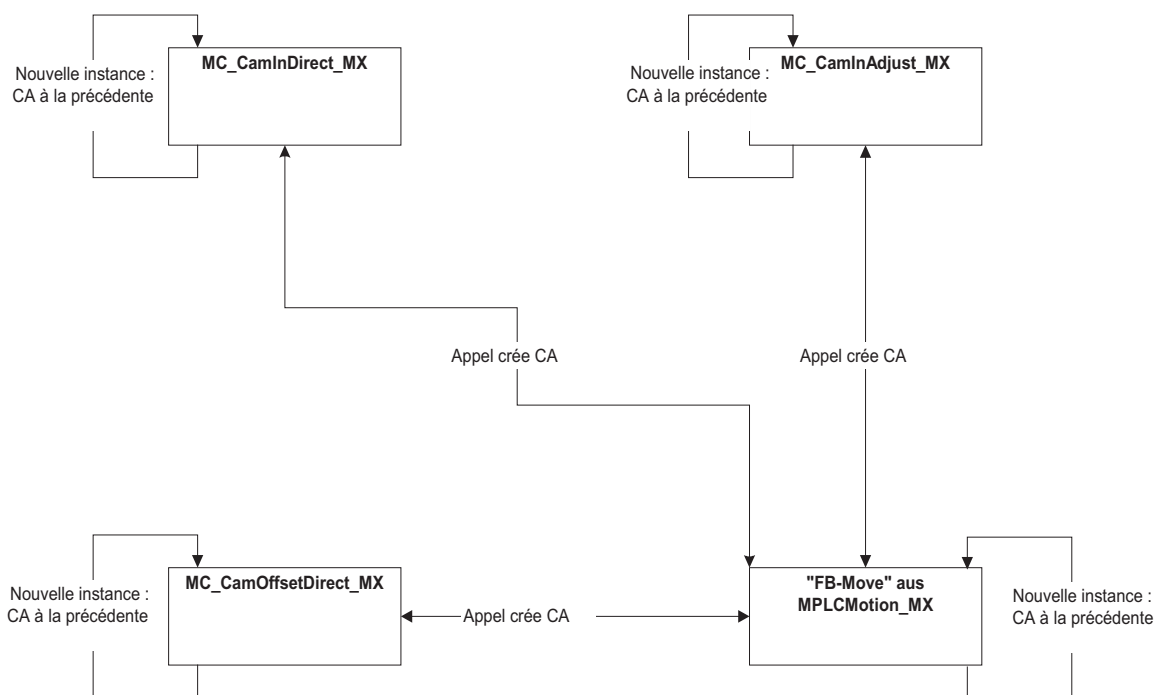 MC_CamInDirect_MX
Nouvelle instance :
CA à la précédente
MC_CamInAdjust_MX
Nouvelle instance :
CA à la précédente
Appel crée CA
Appel crée CA
MC_CamOffsetDirect_MX
Nouvelle instance :
CA à la précédente
Appel crée CA
"FB-Move" aus
MPLCMotion_MX
Nouvelle instance :
CA à la précédente